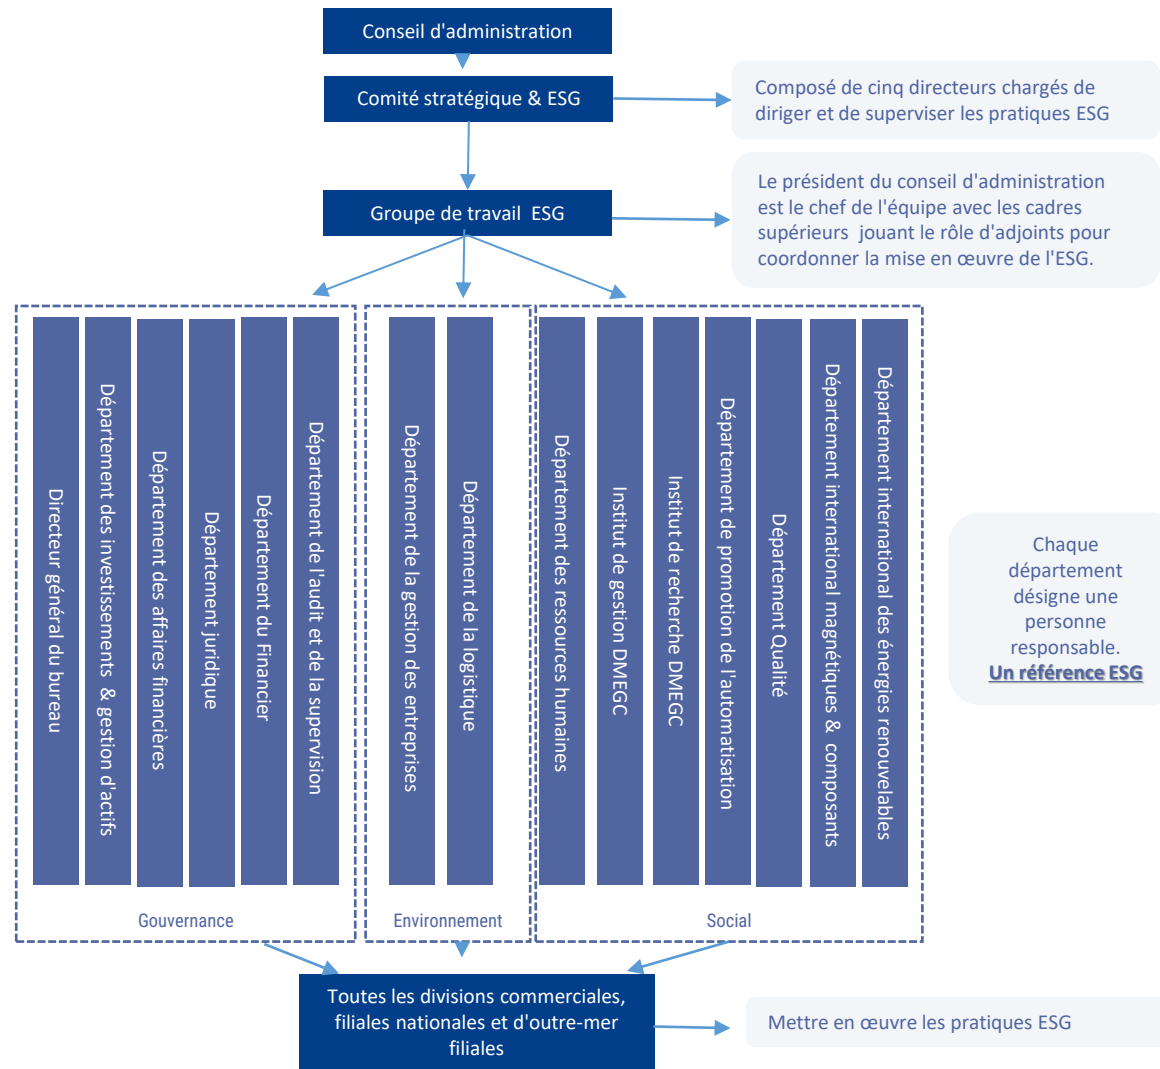 Conseil d'administration
Comité stratégique & ESG
Composé de cinq directeurs chargés de
diriger et de superviser les pratiques ESG
Groupe de travail ESG
Le président du conseil d'administration
est le chef de l'équipe avec les cadres
supérieurs jouant le rôle d'adjoints pour
coordonner la mise en œuvre de l'ESG.
Directeur général du bureau
Département des investissements & gestion d'actifs
Département des affaires financières
Département juridique
Département du Financier
Département de l'audit et de la supervision
Gouvernance
Département de la gestion des entreprises
Département de la logistique
Environnement
Département des ressources humaines
Institut de gestion DMEGC
Institut de recherche DMEGC
Département de promotion de l'automatisation
Département Qualité
Département international magnétiques & composants
Département international des énergies renouvelables
Social
Chaque
département
désigne une
personne
responsable.
Un référence ESG
Toutes les divisions commerciales,
filiales nationales et d'outre-mer
filiales
Mettre en œuvre les pratiques ESG